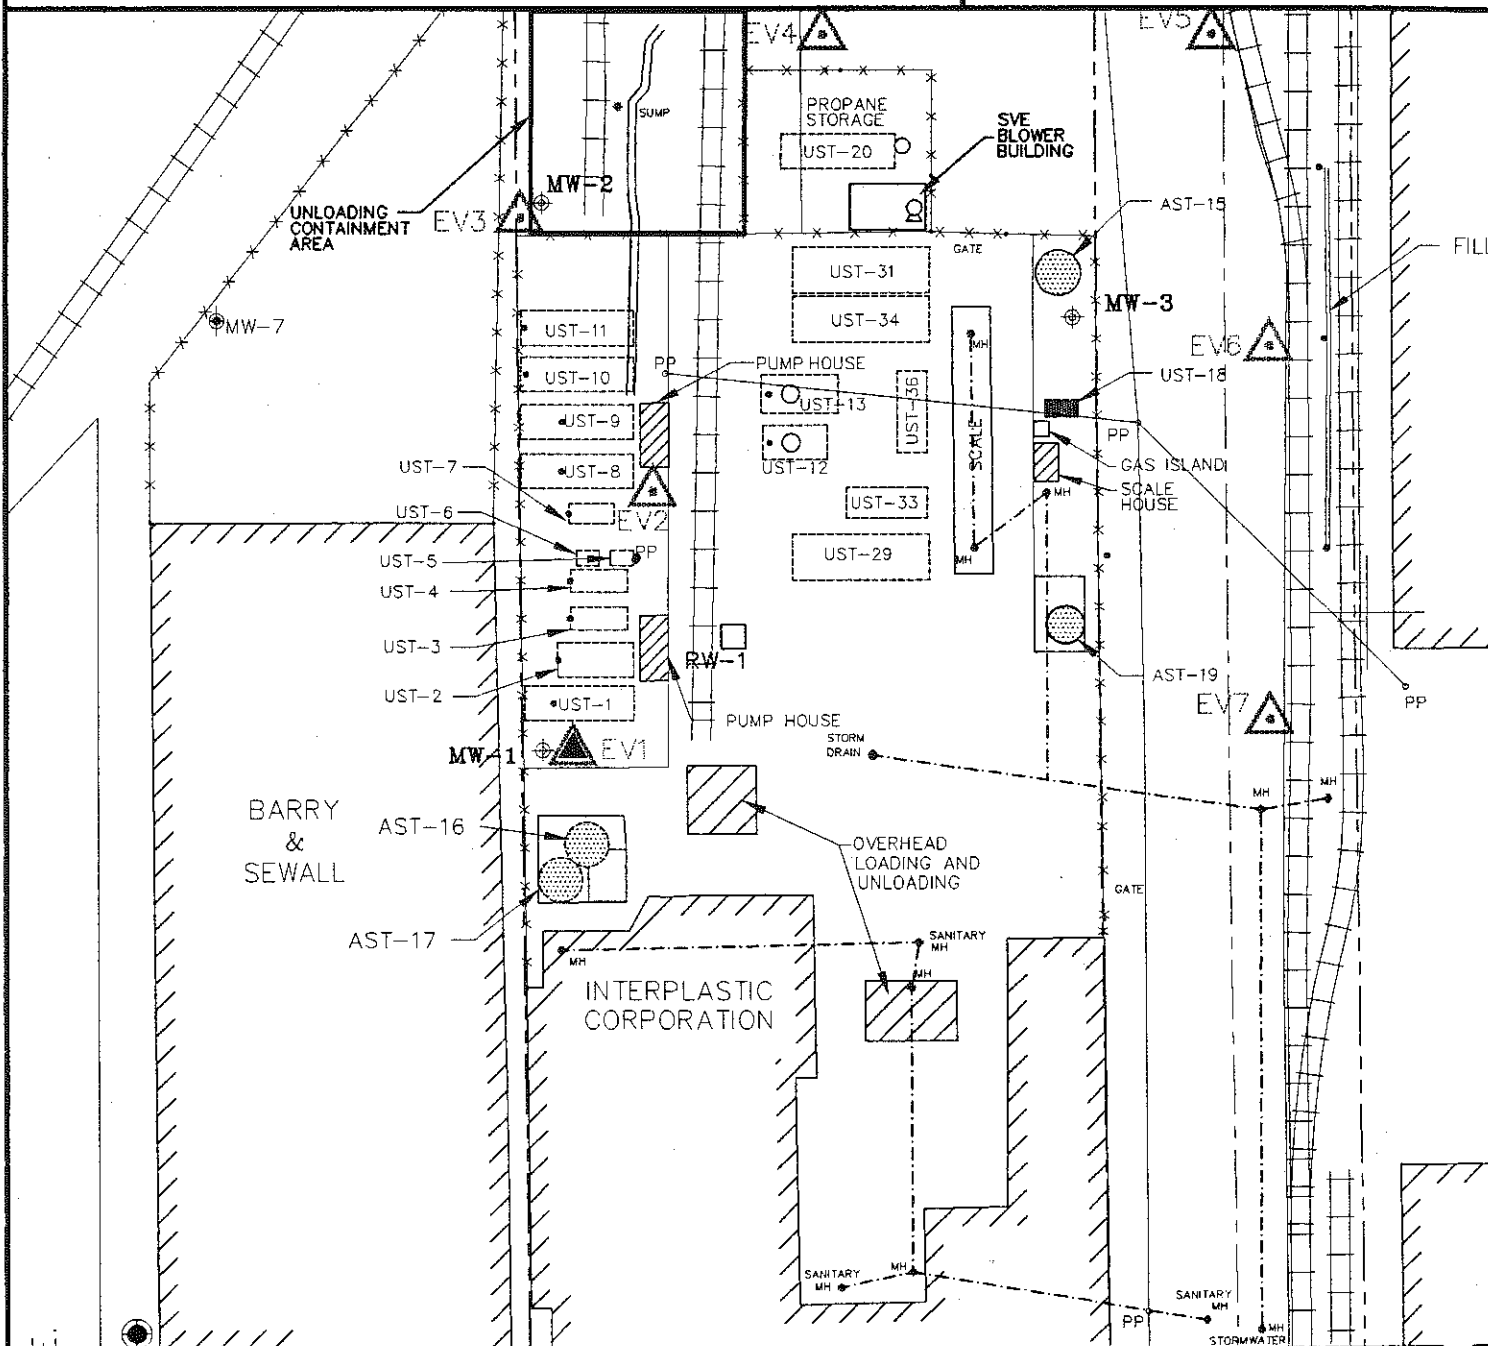 EV4
EV5
SUMP
PROPANE
STORAGE
UST-20
SVE
BLOWER
BUILDING
MW-2
UNLOADING
CONTAINMENT
AREA
EV3
AST-15
GATE
FILL
UST-31
MW-3
MW-7
UST-11
UST-34
MH
EV6
PP
PUMP HOUSE
UST-10
UST-13
UST-36
UST-18
UST-9
SCALE
PP
UST-7
UST-8
UST-12
GAS ISLAND
SCALE
HOUSE
MH
UST-6
EV2
UST-33
UST-5
PP
UST-29
MH
UST-4
UST-3
RW-1
AST-19
UST-2
UST-1
PUMP HOUSE
EV7
PP
MW-1
EV1
STORM
DRAIN
MH
MH
BARRY
&
SEWALL
AST-16
OVERHEAD
LOADING AND
UNLOADING
GATE
AST-17
MH
SANITARY
MH
MH
INTERPLASTIC
CORPORATION
SANITARY
MH
MH
SANITARY
MH
PP
MH
STORMWATER